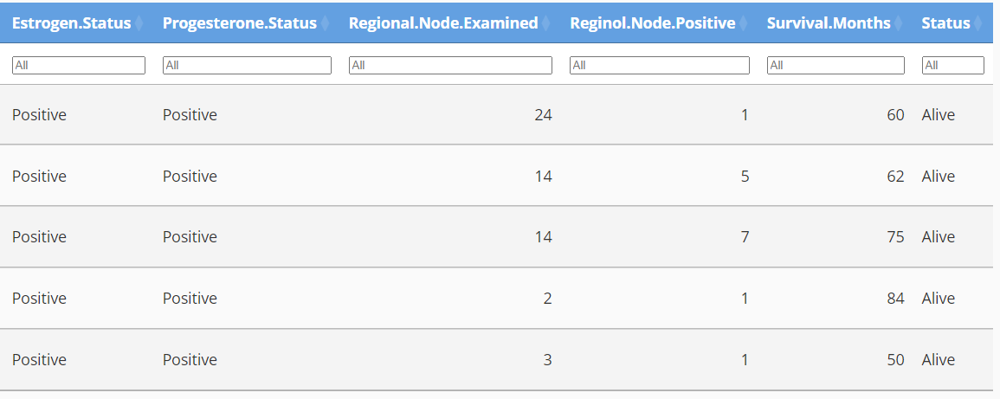 Estrogen.Status Progesterone.Status Regional.Node.Examined Reginol.Node.Positive Survival.Months Status
All All All All All All
Positive Positive 24 1 60 Alive
Positive Positive 14 5 62 Alive
Positive Positive 14 7 75 Alive
Positive Positive 2 1 84 Alive
Positive Positive 3 1 50 Alive